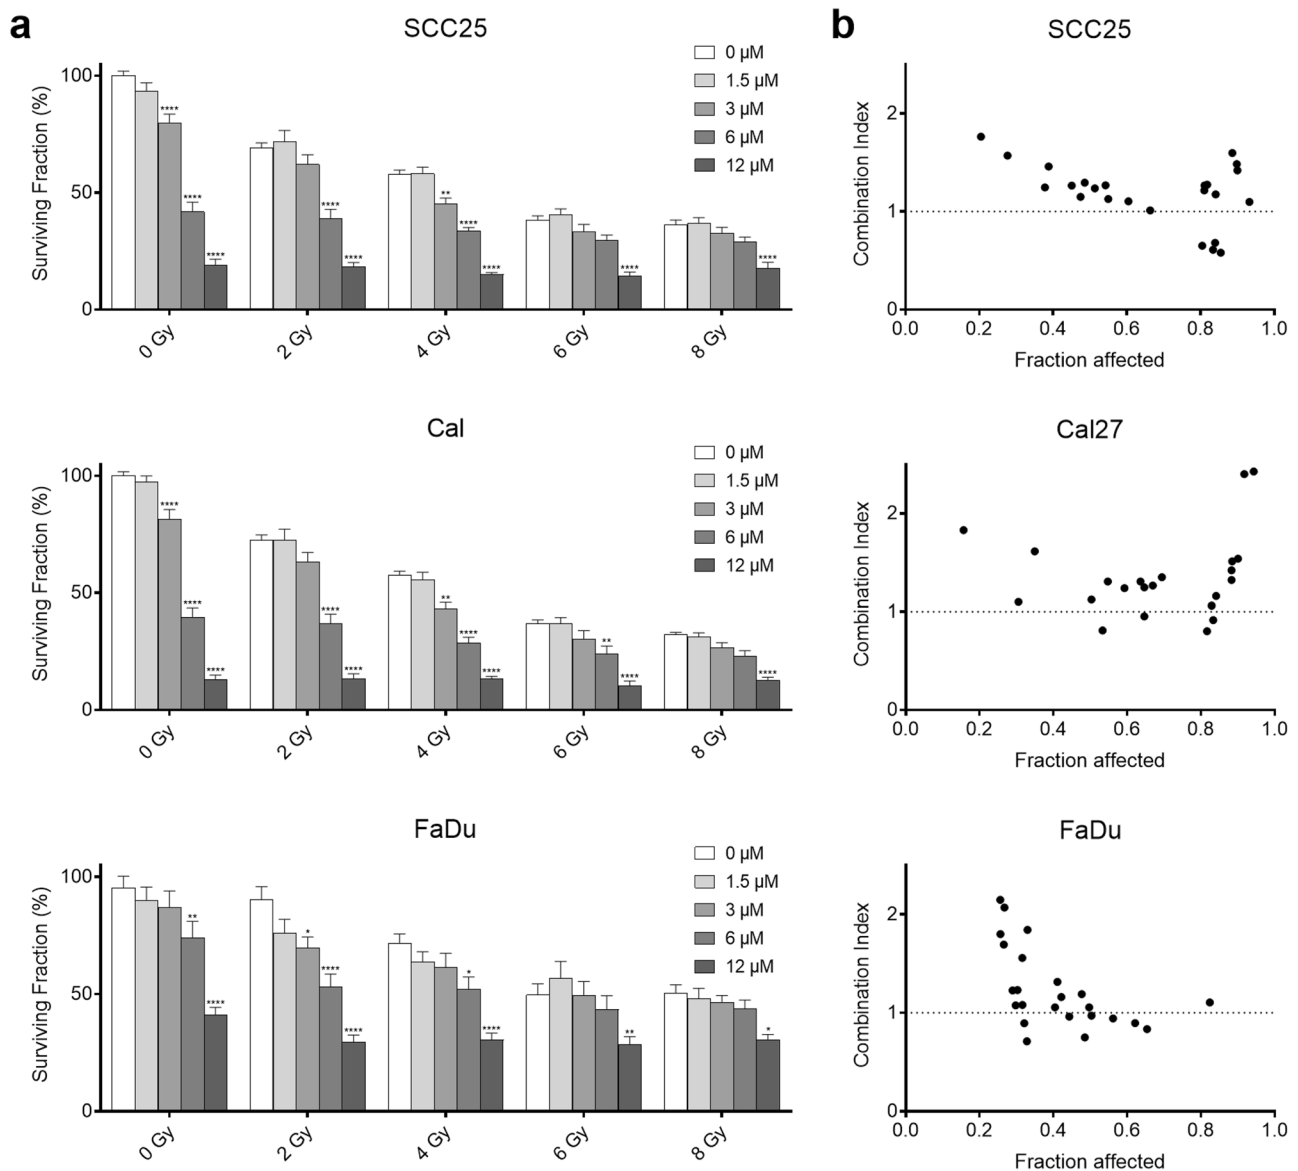 a
SCC25
Surviving Fraction (%)
100
50
0
**** **** ****
**** ****
** **** ****
****
****
0 Gy 2 Gy 4 Gy 6 Gy 8 Gy
0 µM
1.5 µM
3 µM
6 µM
12 µM
b
SCC25
Combination Index
2
1
0
0.0 0.2 0.4 0.6 0.8 1.0
Fraction affected
Cal
Surviving Fraction (%)
100
50
0
**** **** ****
**** ****
** **** ****
** ****
****
0 Gy 2 Gy 4 Gy 6 Gy 8 Gy
0 µM
1.5 µM
3 µM
6 µM
12 µM
Cal27
Combination Index
2
1
0
0.0 0.2 0.4 0.6 0.8 1.0
Fraction affected
FaDu
Surviving Fraction (%)
100
50
0
** ****
* **** ****
* ****
**
*
0 Gy 2 Gy 4 Gy 6 Gy 8 Gy
0 µM
1.5 µM
3 µM
6 µM
12 µM
FaDu
Combination Index
2
1
0
0.0 0.2 0.4 0.6 0.8 1.0
Fraction affected